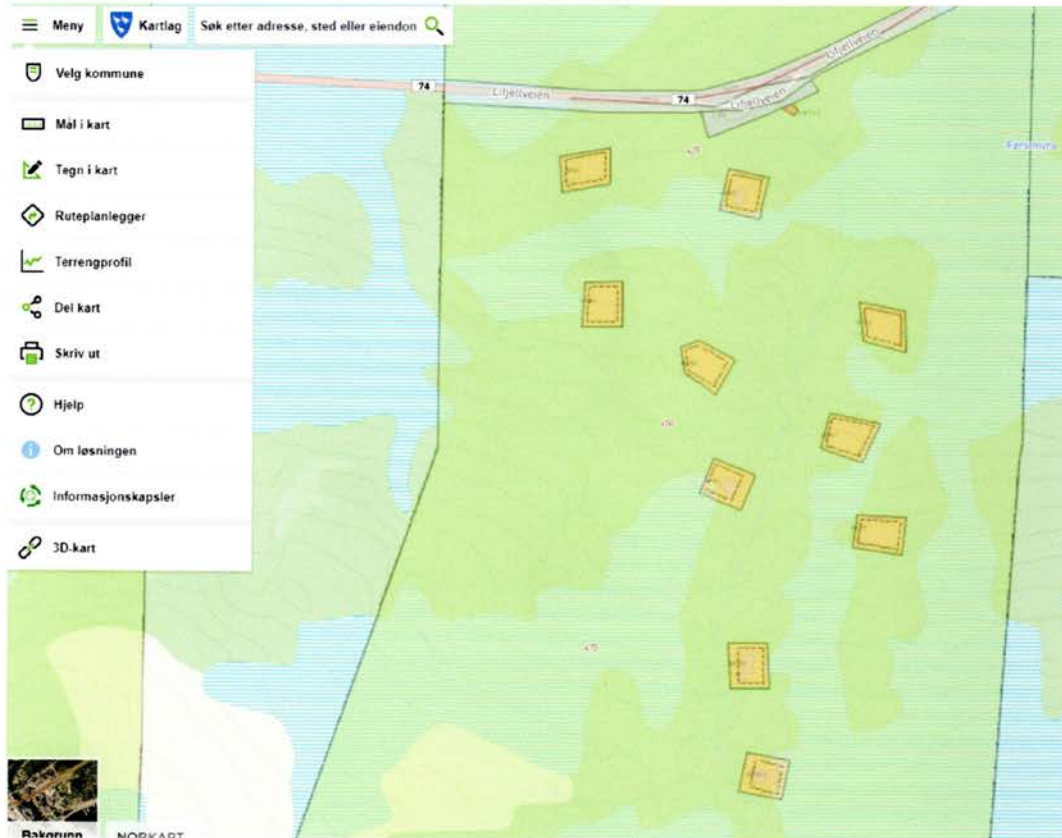 Meny
Kartlag
Søk etter adresse, sted eller eiendon
Velg kommune
Mål i kart
Tegn i kart
Ruteplanlegger
Terrengprofil
Del kart
Skriv ut
Hjelp
Om løsningen
Informasjonskapsler
3D-kart
Bakgrunn
NORKART
74
Lifjellveien
74
Lifjellveien
Lifjellveien